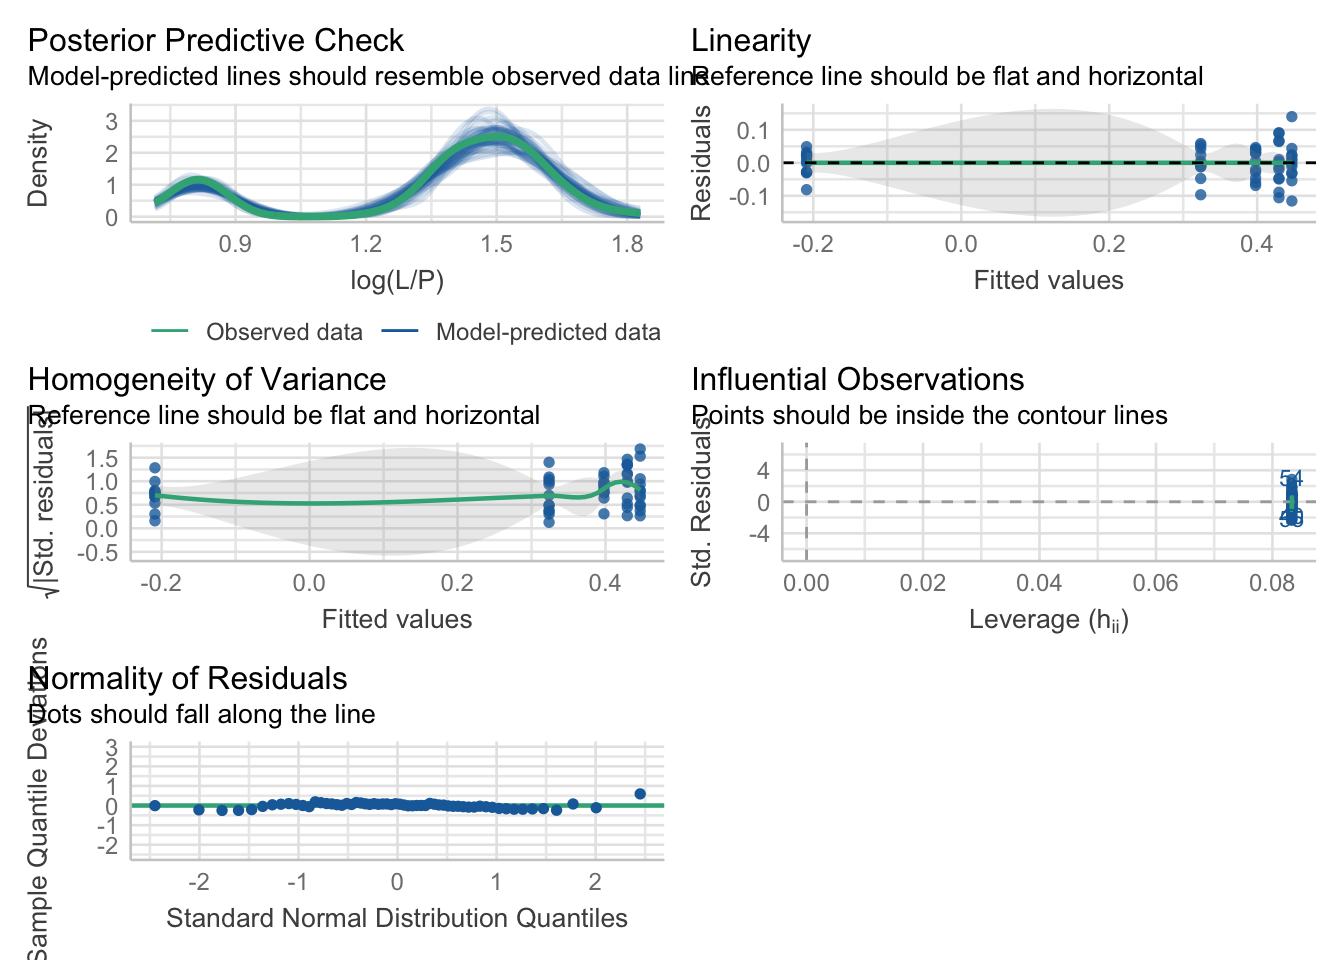 Posterior Predictive Check
Model-predicted lines should resemble observed data line
Density
3
2
1
0
0.9 1.2 1.5 1.8
log(L/P)
Observed data Model-predicted data
Linearity
Reference line should be flat and horizontal
Residuals
0.1
0.0
-0.1
-0.2 0.0 0.2 0.4
Fitted values
Homogeneity of Variance
Reference line should be flat and horizontal
√|Std. residuals|
1.5
1.0
0.5
0.0
-0.5
-0.2 0.0 0.2 0.4
Fitted values
Influential Observations
Points should be inside the contour lines
Std. Residuals
4
0
-4
54
0.00 0.02 0.04 0.06 0.08
Leverage (hii)
Normality of Residuals
Dots should fall along the line
Sample Quantile Deviations
3
2
1
0
-1
-2
-2 -1 0 1 2
Standard Normal Distribution Quantiles